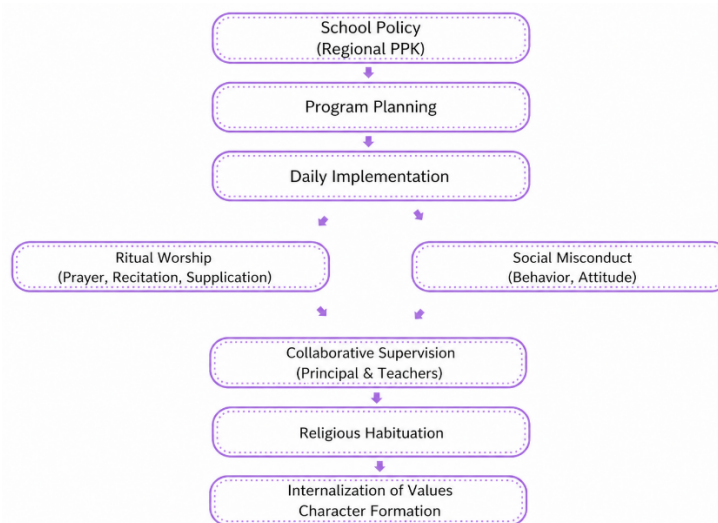 School Policy
(Regional PPK)
Program Planning
Daily Implementation
Ritual Worship
(Prayer, Recitation, Supplication)
Social Misconduct
(Behavior, Attitude)
Collaborative Supervision
(Principal & Teachers)
Religious Habituation
Internalization of Values
Character Formation